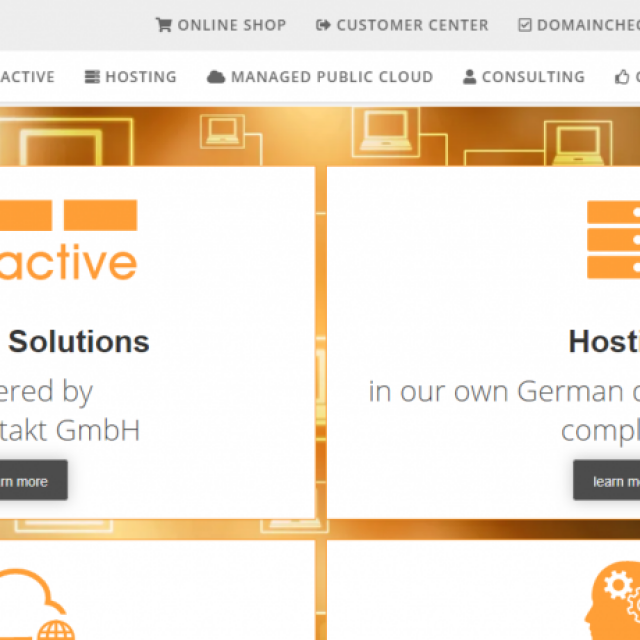 ONLINE SHOP
CUSTOMER CENTER
DOMAINCHEC
ACTIVE
HOSTING
MANAGED PUBLIC CLOUD
CONSULTING
active
Solutions
ered by
takt GmbH
rn more
Hosti
in our own German
compl
learn m